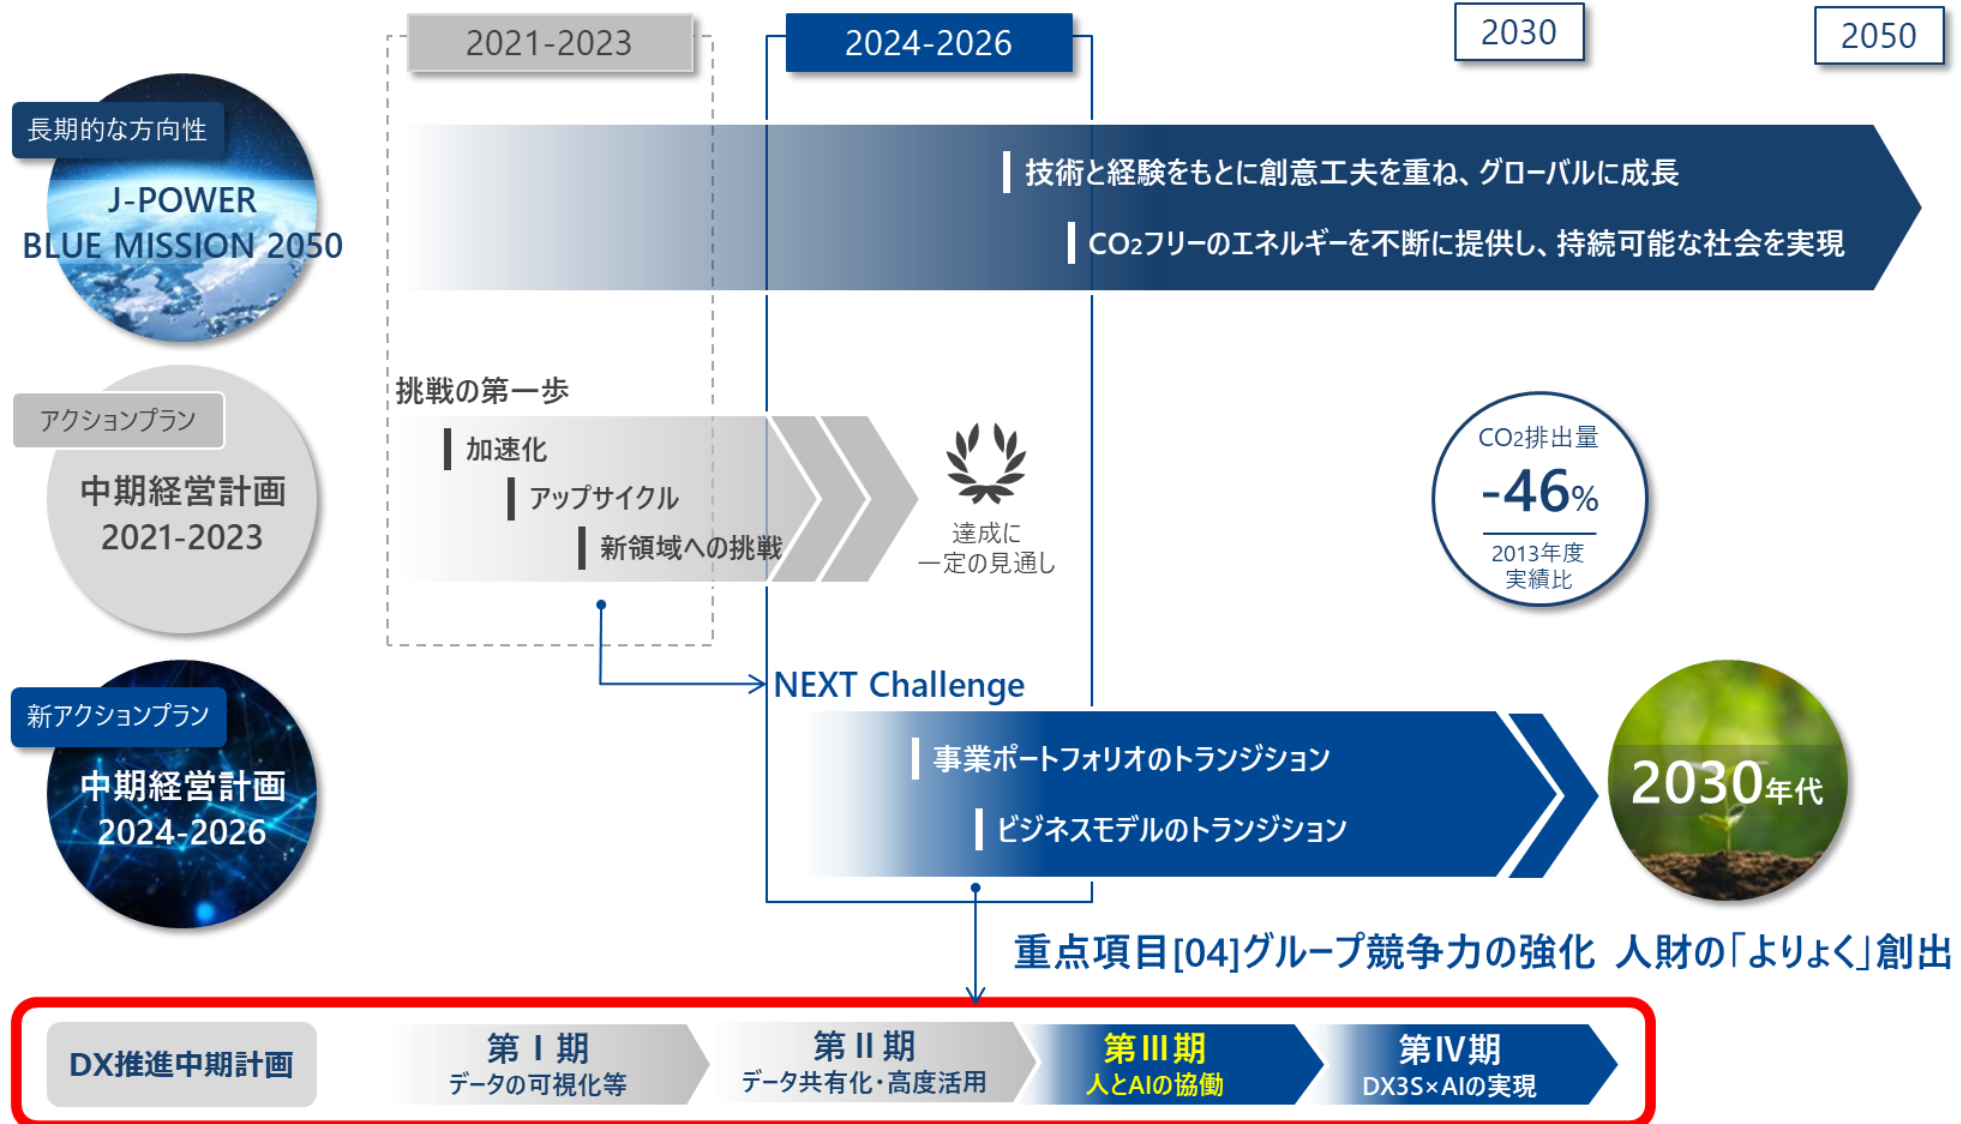 2021-2023
2024-2026
2030
2050
長期的な方向性
J-POWER
BLUE MISSION 2050
技術と経験をもとに創意工夫を重ね、グローバルに成長
CO₂フリーのエネルギーを不断に提供し、持続可能な社会を実現
アクションプラン
中期経営計画
2021-2023
挑戦の第一歩
加速化
アップサイクル
新領域への挑戦
達成に
一定の見通し
CO₂排出量
-46%
2013年度
実績比
新アクションプラン
中期経営計画
2024-2026
NEXT Challenge
事業ポートフォリオのトランジション
ビジネスモデルのトランジション
2030年代
重点項目[04]グループ競争力の強化 人財の「よりょく」創出
DX推進中期計画
第Ⅰ期
データの可視化等
第Ⅱ期
データ共有化・高度活用
第Ⅲ期
人とAIの協働
第Ⅳ期
DX3S×AIの実現